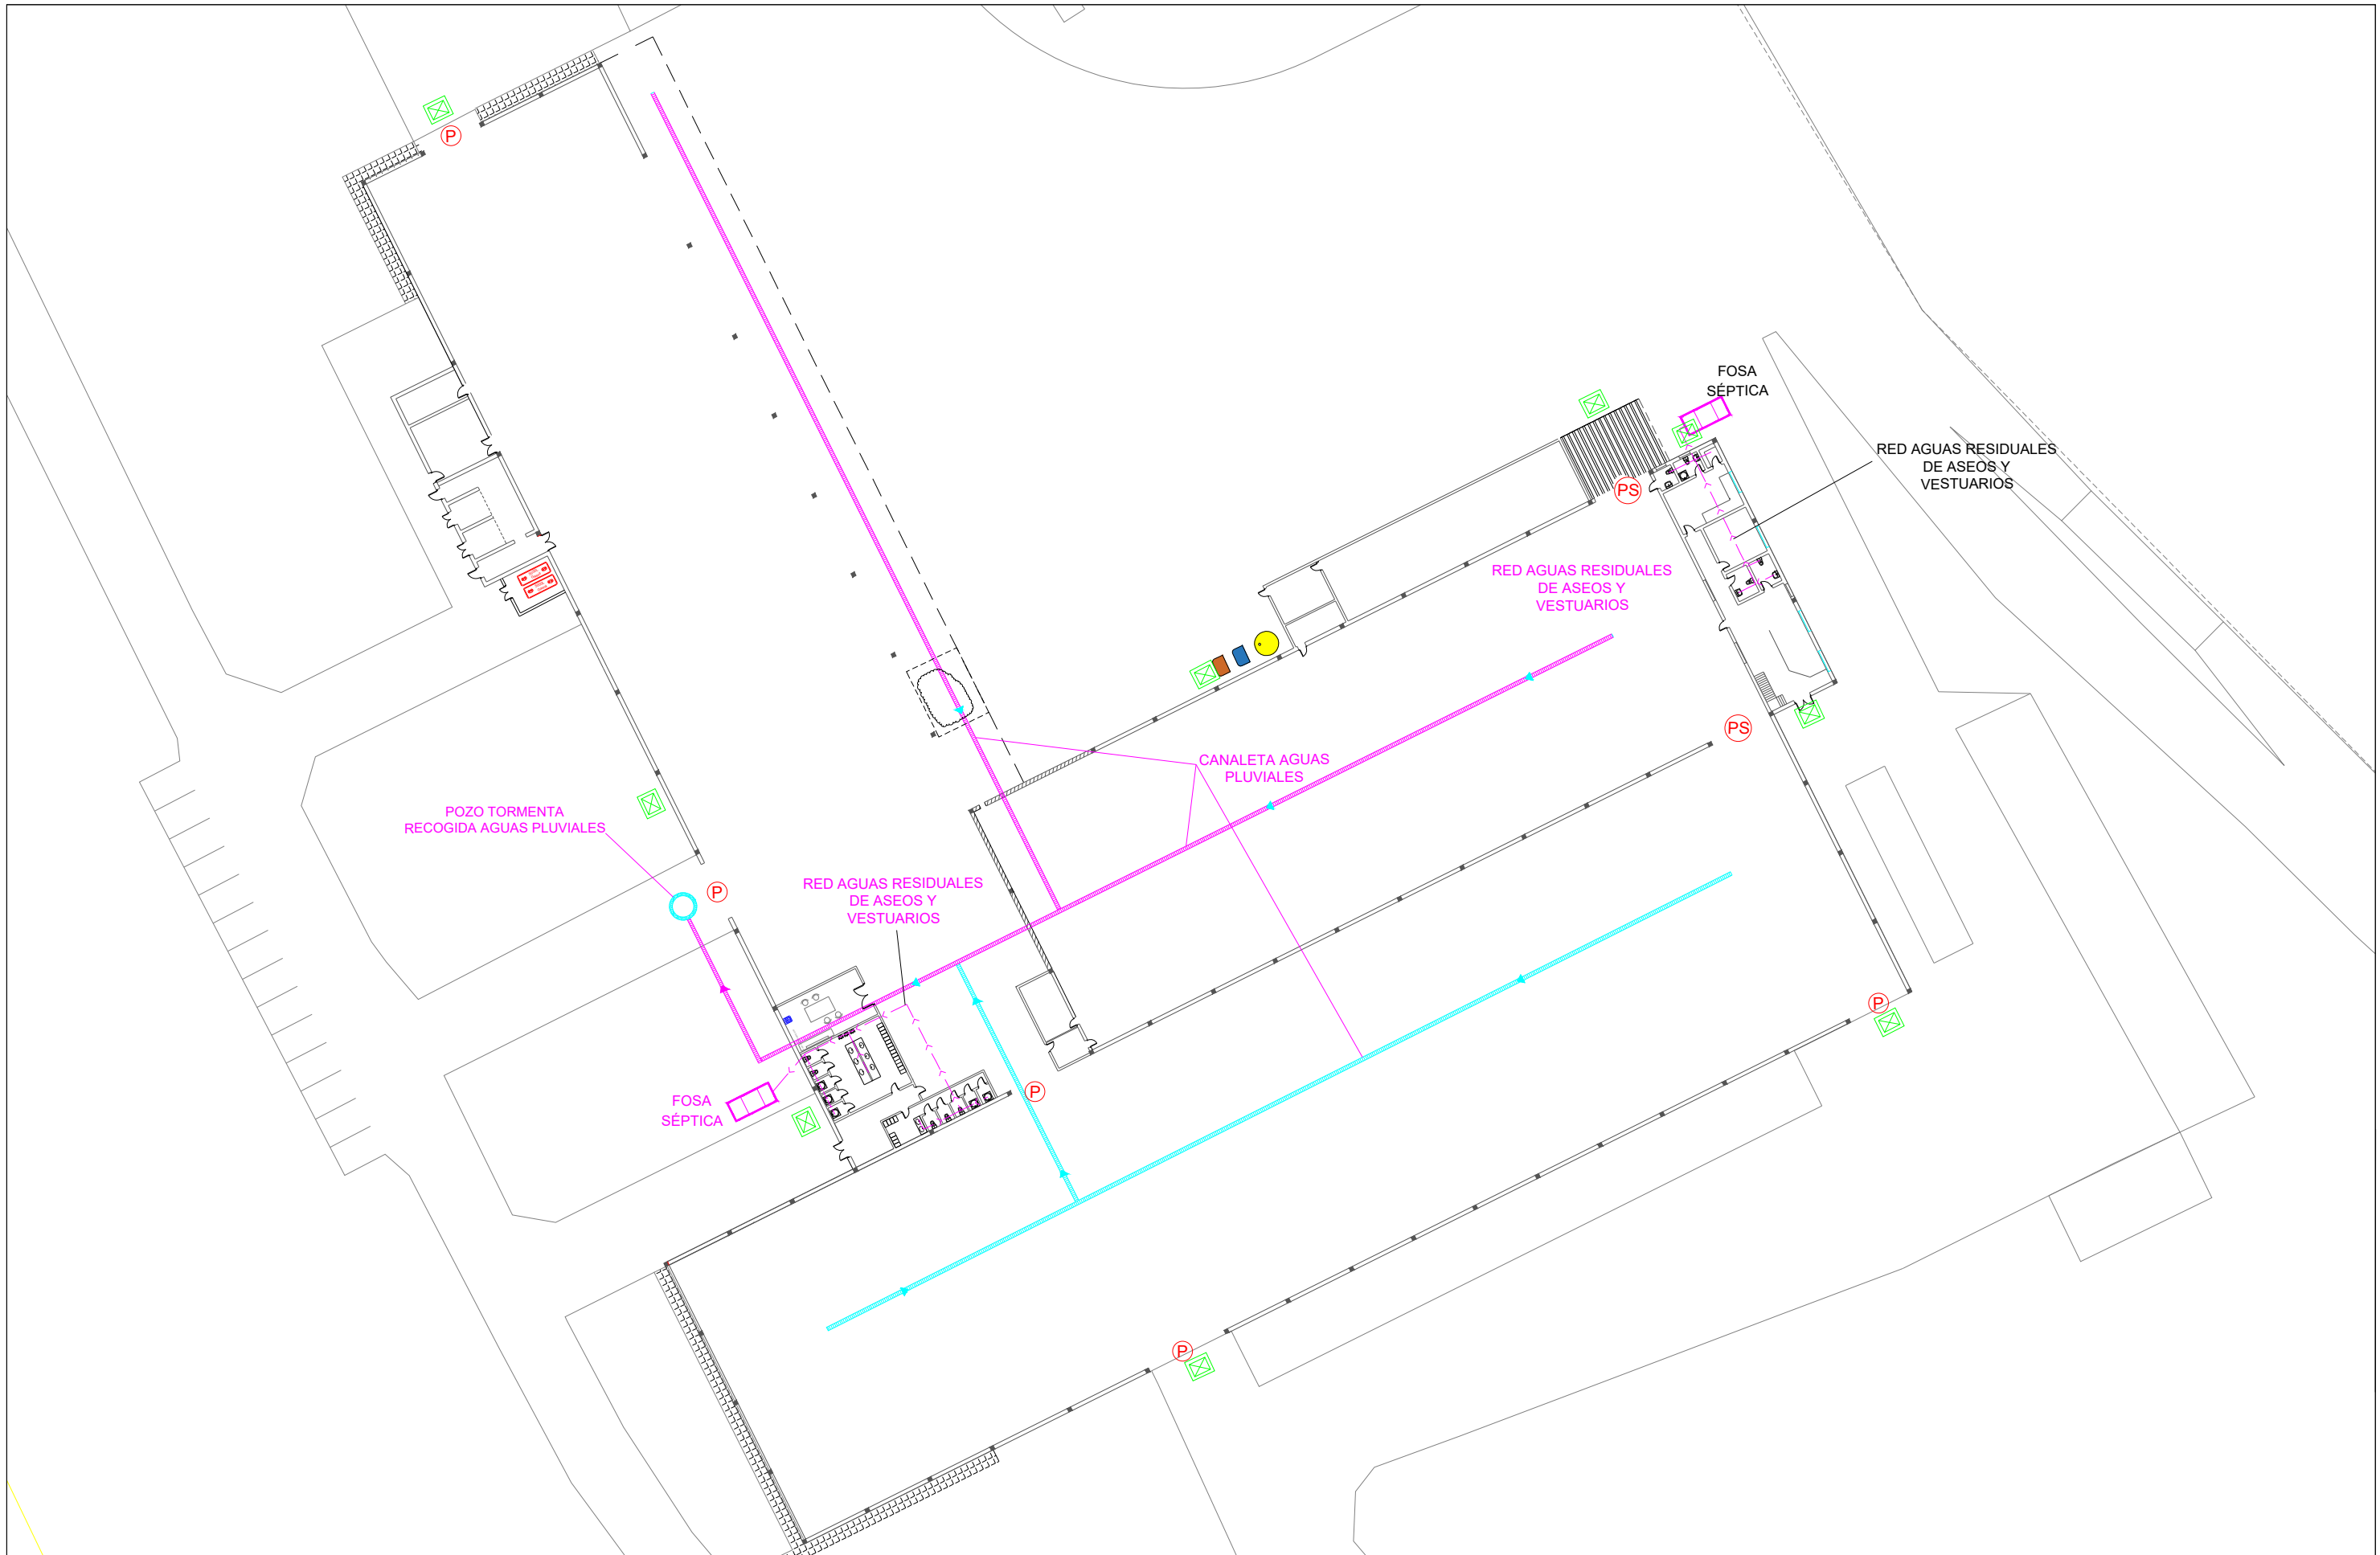 P
FOSA
SÉPTICA
RED AGUAS RESIDUALES
DE ASEOS Y
VESTUARIOS
PS
RED AGUAS RESIDUALES
DE ASEOS Y
VESTUARIOS
PS
CANALETA AGUAS
PLUVIALES
POZO TORMENTA
RECOGIDA AGUAS PLUVIALES
P
RED AGUAS RESIDUALES
DE ASEOS Y
VESTUARIOS
P
FOSA
SÉPTICA
P
P